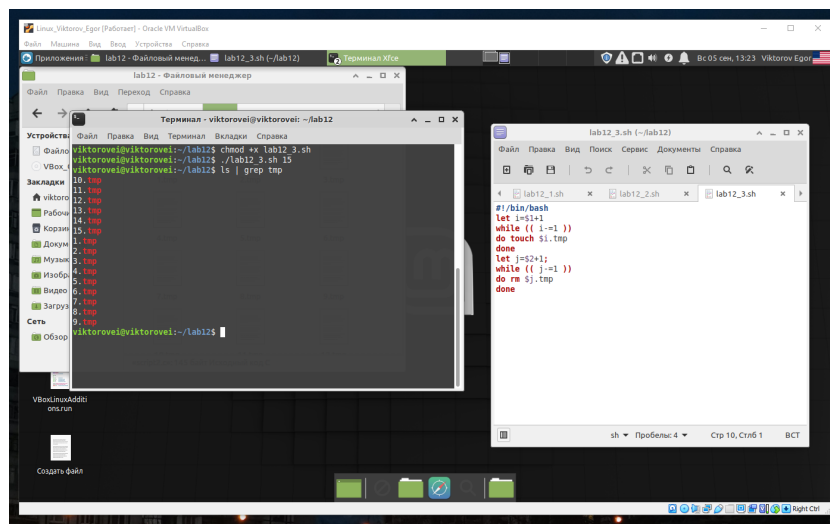 Linux_Viktorov_Egor [Работает] - Oracle VM VirtualBox
Файл Машина Вид Ввод Устройства Справка
Приложения lab12 - Файловый менед... lab12_3.sh (~/lab12) Терминал Xfce Вс 05 сен, 13:23 Viktorov Egor
lab12 - Файловый менеджер
Файл Правка Вид Переход Справка
Устройства
Файло
VBox_
Закладки
viktoro
Рабочи
Корзин
Докум
Музык
Изобра
Видео
Загруз
Сеть
Обзор
Терминал - viktorovei@viktorovei: ~/lab12
Файл Правка Вид Терминал Вкладки Справка
viktorovei@viktorovei:~/lab12$ chmod +x lab12_3.sh
viktorovei@viktorovei:~/lab12$ ./lab12_3.sh 15
viktorovei@viktorovei:~/lab12$ ls | grep tmp
10.tmp
11.tmp
12.tmp
13.tmp
14.tmp
15.tmp
1.tmp
2.tmp
3.tmp
4.tmp
5.tmp
6.tmp
7.tmp
8.tmp
9.tmp
viktorovei@viktorovei:~/lab12$
lab12_3.sh (~/lab12)
Файл Правка Вид Поиск Сервис Документы Справка
lab12_1.sh lab12_2.sh lab12_3.sh
#!/bin/bash
let i=$1+1
while (( i-=1 ))
do touch $i.tmp
done
let j=$2+1;
while (( j-=1 ))
do rm $j.tmp
done
sh Пробелы: 4 Стр 10, Стлб 1 ВСТ
VBoxLinuxAdditi
ons.run
Создать файл
Right Ctrl